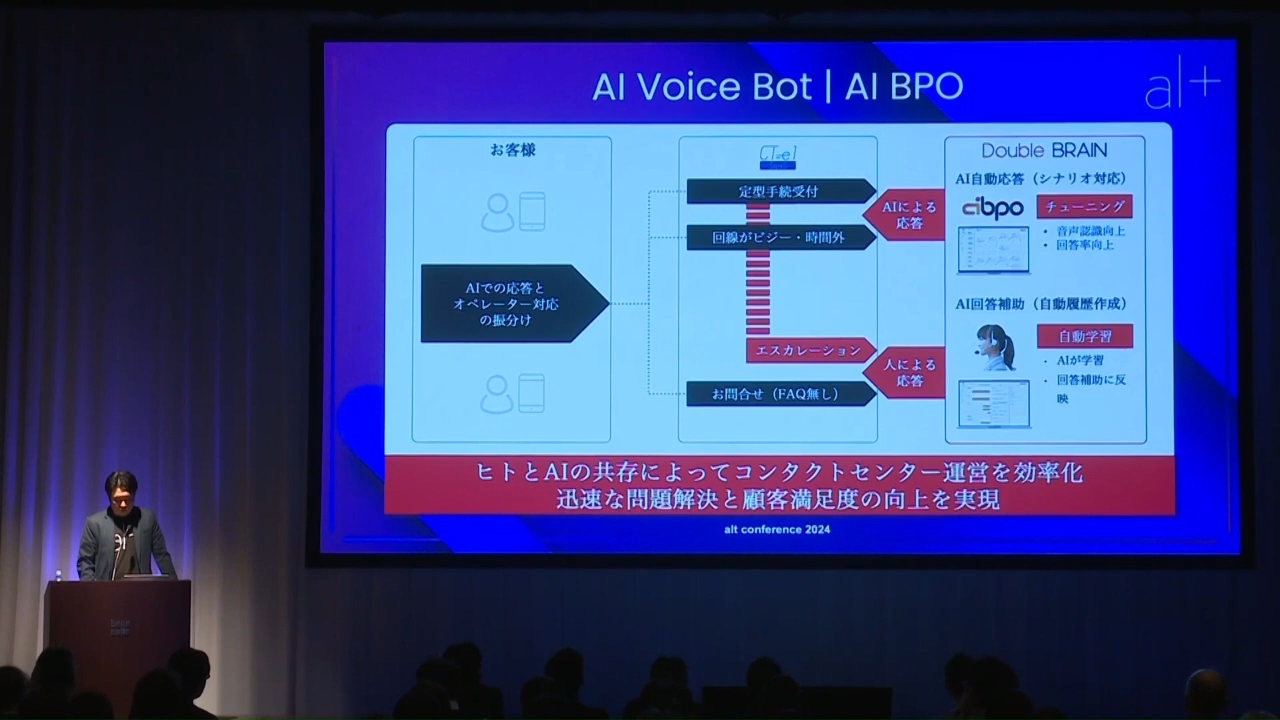 AI Voice Bot | AI BPO
al+
お客様
AIでの応答と
オペレーター対応
の振分け
定型手続受付
回線がビジー・時間外
エスカレーション
お問合せ（FAQ無し）
AIによる
応答
人による
応答
Double BRAIN
AI自動応答（シナリオ対応）
aibpo
チューニング
• 音声認識向上
• 回答率向上
AI回答補助（自動履歴作成）
自動学習
• AIが学習
• 回答補助に反
映
ヒトとAIの共存によってコンタクトセンター運営を効率化
迅速な問題解決と顧客満足度の向上を実現
alt conference 2024